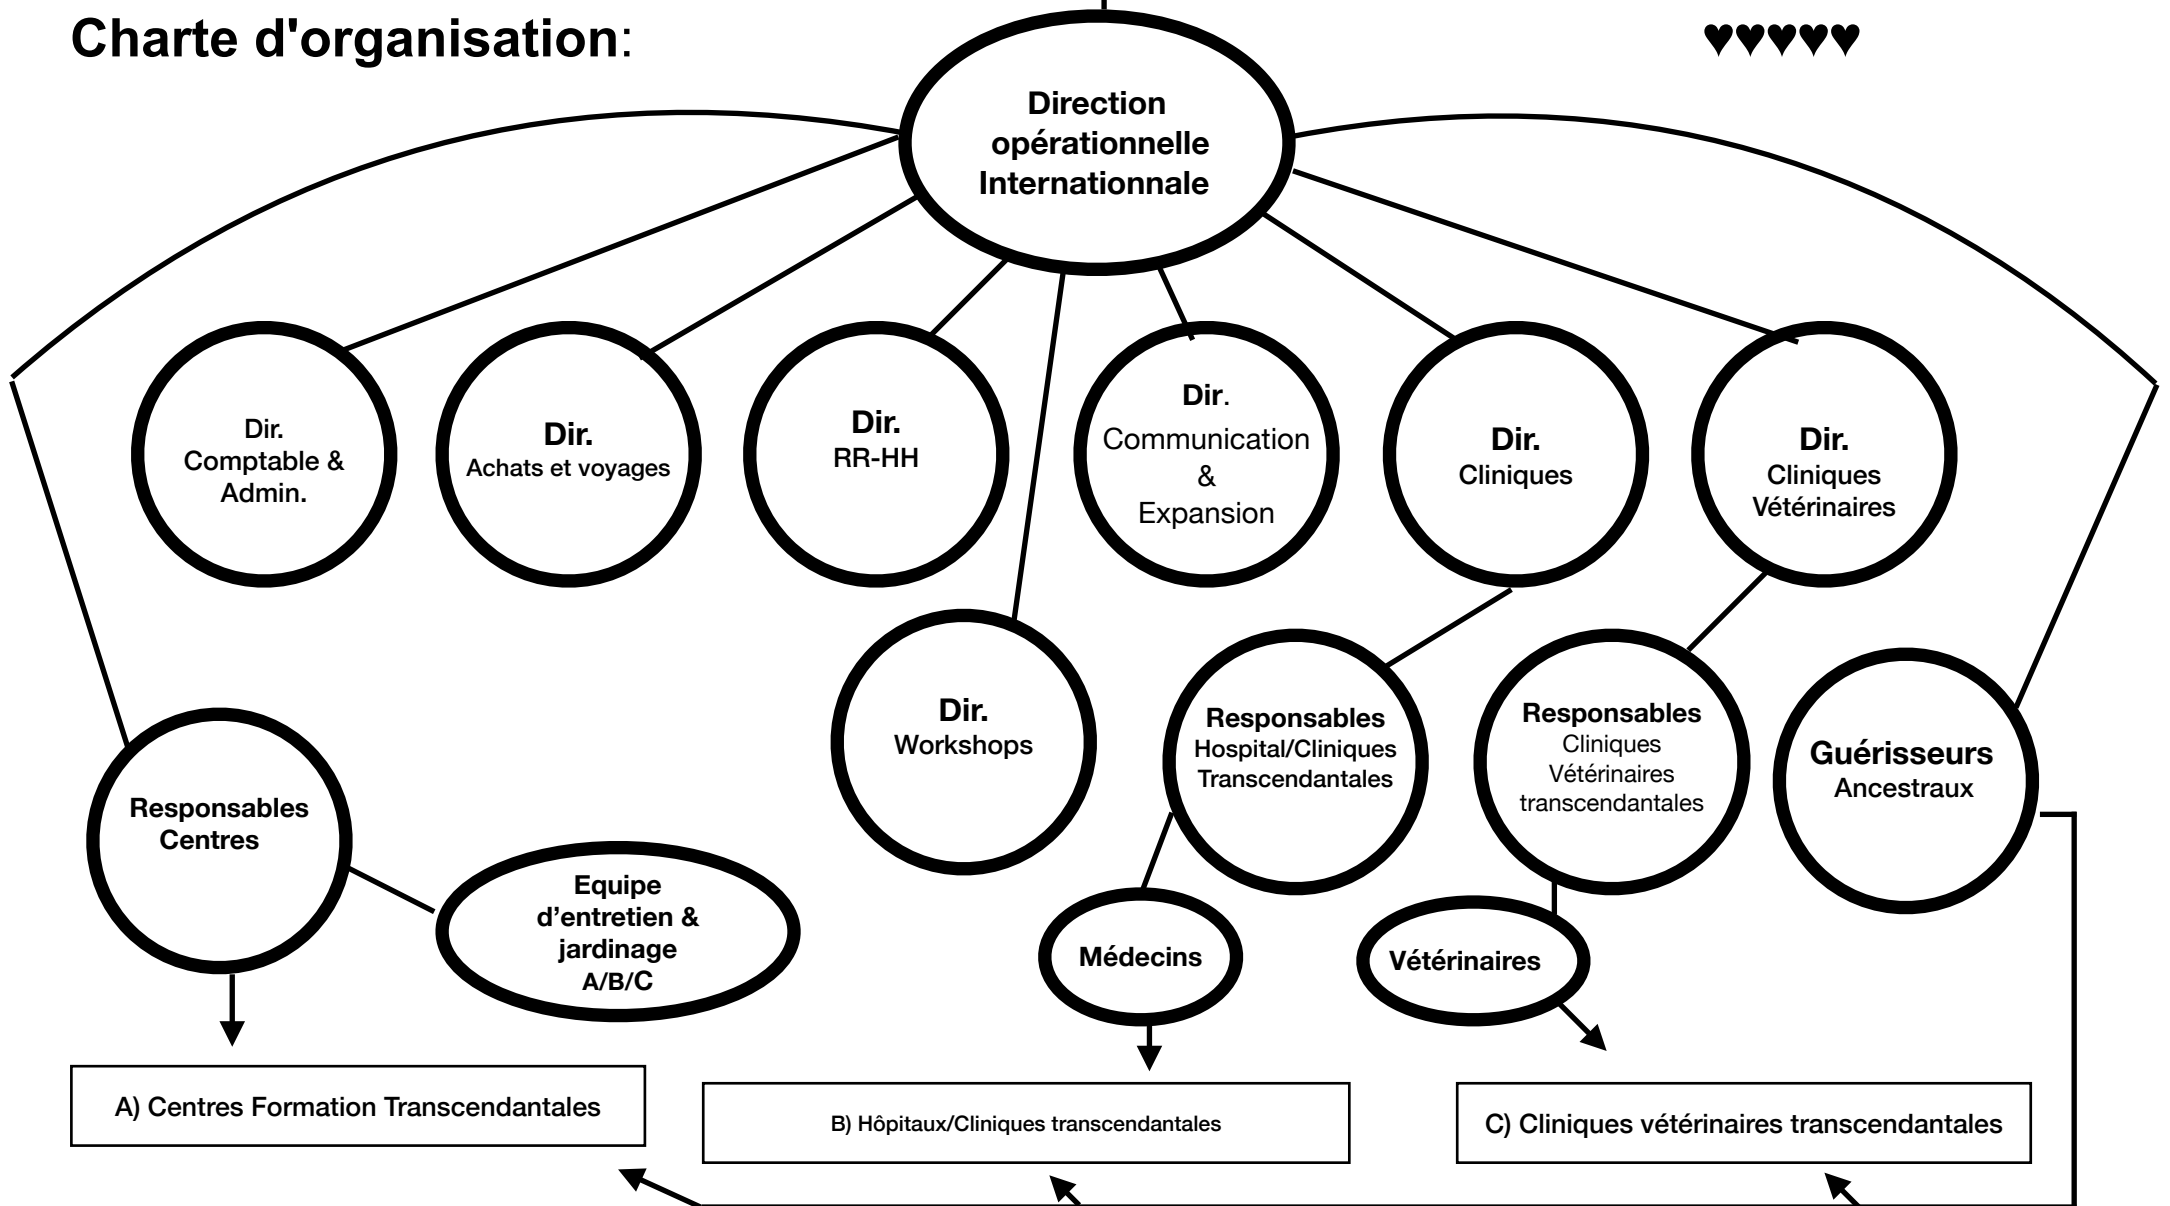 Charte d'organisation:
♥♥♥♥♥
Direction
opérationnelle
Internationnale
Dir.
Comptable &
Admin.
Dir.
Achats et voyages
Dir.
RR-HH
Dir.
Communication
&
Expansion
Dir.
Cliniques
Dir.
Cliniques
Vétérinaires
Dir.
Workshops
Responsables
Hospital/Cliniques
Transcendantales
Responsables
Cliniques
Vétérinaires
transcendantales
Guérisseurs
Ancestraux
Responsables
Centres
Equipe
d’entretien &
jardinage
A/B/C
Médecins
Vétérinaires
A) Centres Formation Transcendantales
B) Hôpitaux/Cliniques transcendantales
C) Cliniques vétérinaires transcendantales